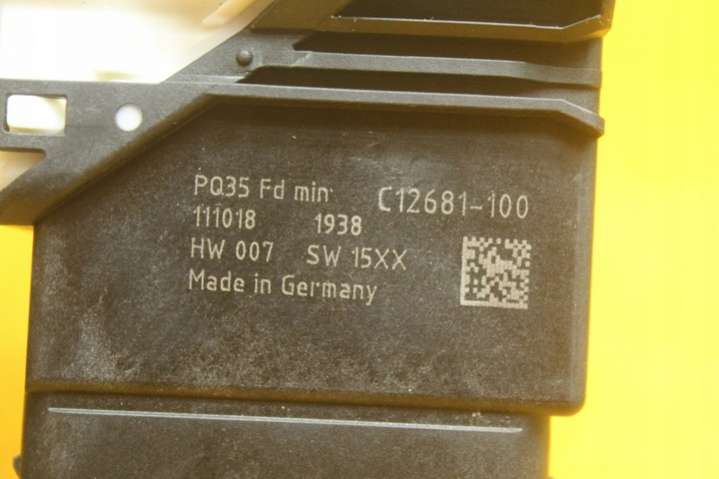 PQ35 Fd min C12681-100
111018 1938
HW 007 SW 15XX
Made in Germany